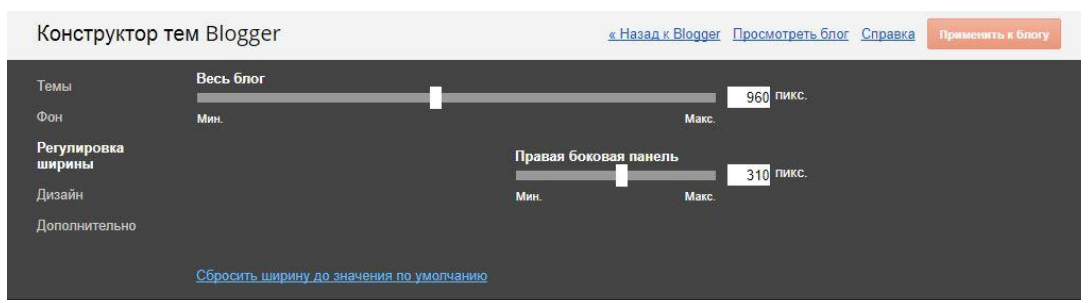 Конструктор тем Blogger
« Назад к Blogger Просмотреть блог Справка Применить к блогу
Темы
Фон
Регулировка
ширины
Дизайн
Дополнительно
Весь блог
960 пикс.
Мин. Макс.
Правая боковая панель
310 пикс.
Мин. Макс.
Сбросить ширину до значения по умолчанию